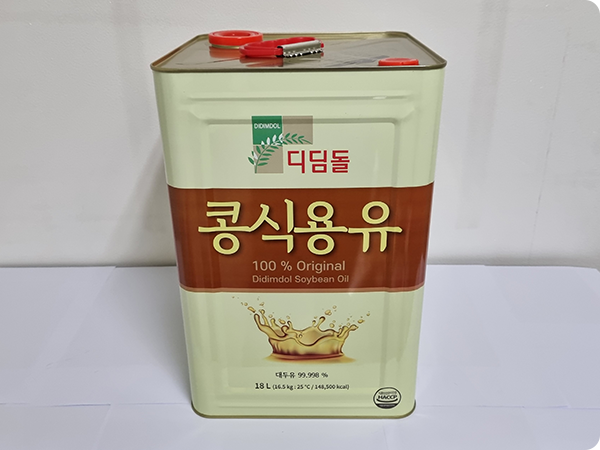 DIDIMDOL
디딤돌
콩식용유
100 % Original
Didimdol Soybean Oil
대두유 99.998 %
18 L (16.5 kg : 25 ℃ / 148,500 kcal)
HACCP